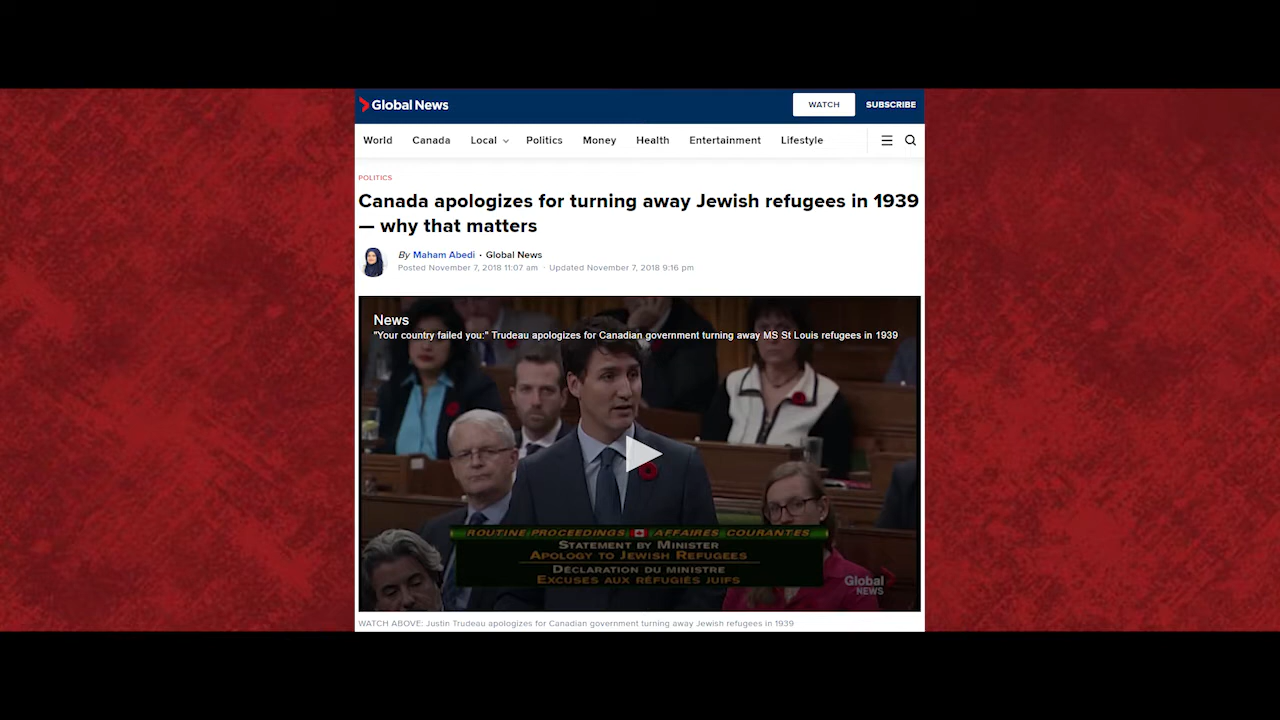 Global News
WATCH
SUBSCRIBE
World Canada Local Politics Money Health Entertainment Lifestyle
POLITICS
Canada apologizes for turning away Jewish refugees in 1939
— why that matters
By Maham Abedi · Global News
Posted November 7, 2018 11:07 am · Updated November 7, 2018 9:16 pm
News
"Your country failed you:" Trudeau apologizes for Canadian government turning away MS St Louis refugees in 1939
ROUTINE PROCEEDINGS AFFAIRES COURANTES
STATEMENT BY MINISTER
APOLOGY TO JEWISH REFUGEES
DÉCLARATION DU MINISTRE
EXCUSES AUX RÉFUGIÉS JUIFS
Global
NEWS
WATCH ABOVE: Justin Trudeau apologizes for Canadian government turning away Jewish refugees in 1939